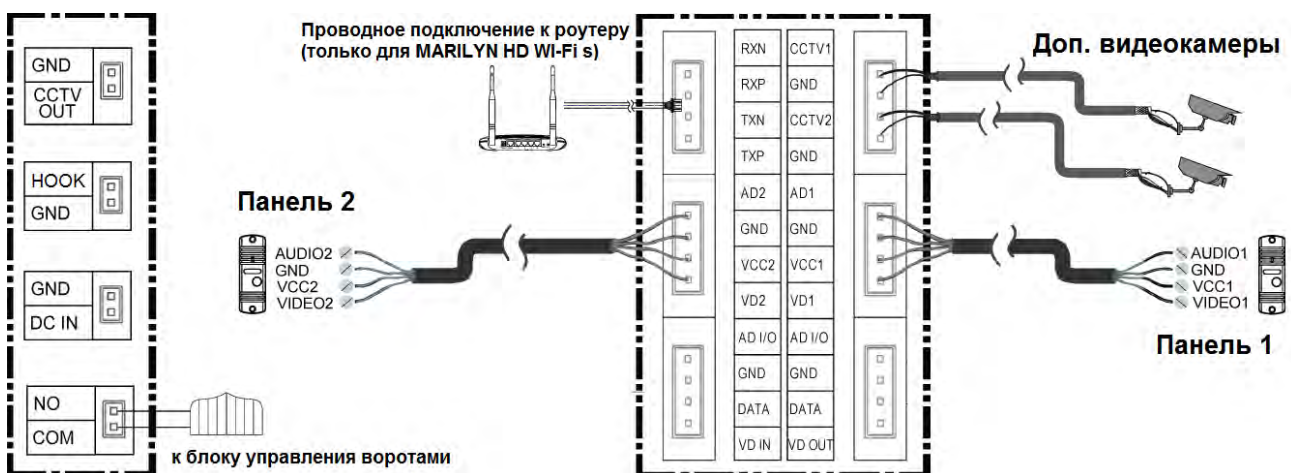 GND
CCTV
OUT
HOOK
GND
GND
DC IN
NO
COM
к блоку управления воротами
Проводное подключение к роутеру
(только для MARILYN HD WI-Fi s)
Панель 2
AUDIO2
GND
VCC2
VIDEO2
RXN CCTV1
RXP GND
TXN CCTV2
TXP GND
AD2 AD1
GND GND
VCC2 VCC1
VD2 VD1
AD I/O AD I/O
GND GND
DATA DATA
VD IN VD OUT
Доп. видеокамеры
AUDIO1
GND
VCC1
VIDEO1
Панель 1